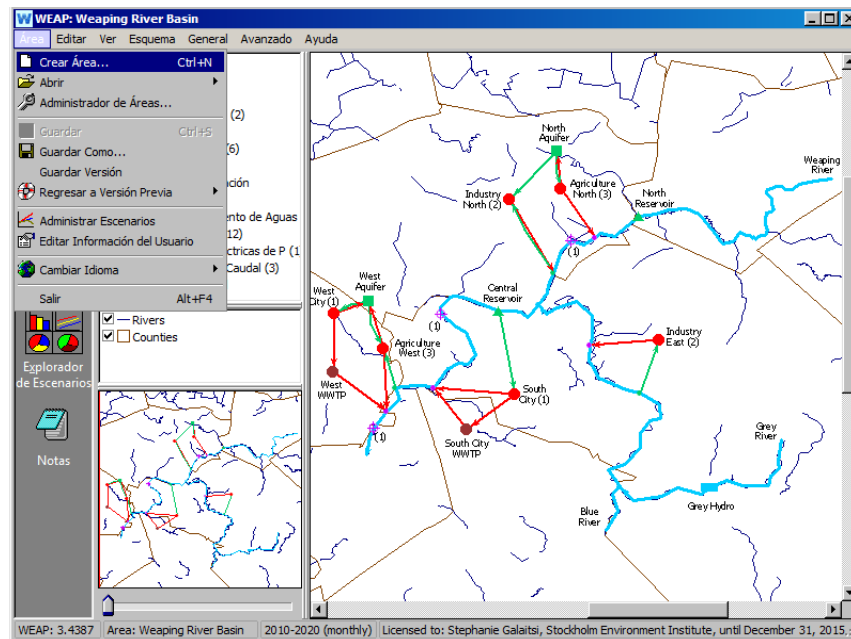 WEAP: Weaping River Basin
Área Editar Ver Esquema General Avanzado Ayuda
Crear Área... Ctrl+N
Abrir
Administrador de Áreas...
Guardar Ctrl+S
Guardar Como...
Guardar Versión
Regresar a Versión Previa
Administrar Escenarios
Editar Información del Usuario
Cambiar Idioma
Salir Alt+F4
(2)
(6)
ación
ento de Aguas
12)
ctricas de P (1
Caudal (3)
Rivers
Counties
Explorador
de Escenarios
Notas
North
Aquifer
Weaping
River
Agriculture
North (3)
Industry
North (2)
North
Reservoir
(1)
West
Aquifer
West
City (1)
Central
Reservoir
(1)
Agriculture
West (3)
Industry
East (2)
West
WWTP
South
City (1)
(1)
South City
WWTP
Grey
River
Grey Hydro
Blue
River
WEAP: 3.4387 Area: Weaping River Basin 2010-2020 (monthly) Licensed to: Stephanie Galaitsi, Stockholm Environment Institute, until December 31, 2015